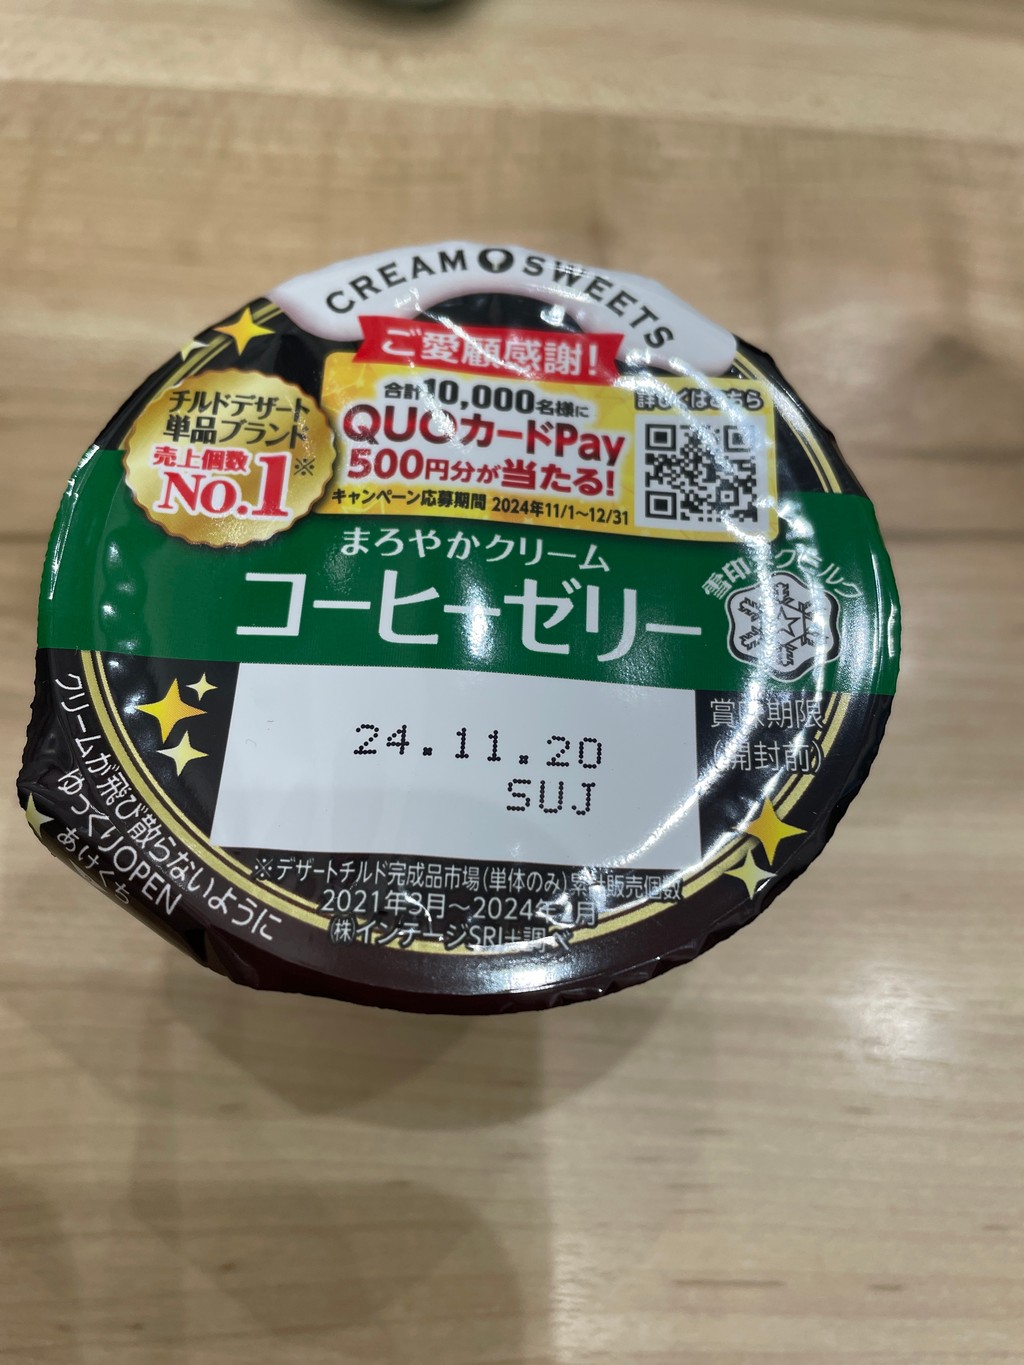 CREAM SWEETS
ご愛顧感謝!
チルドデザート
単品ブランド
売上個数※
No.1
合計10,000名様に
QUOカードPay
500円分が当たる!
キャンペーン応募期間 2024年11/1~12/31
詳しくはこちら
まろやかクリーム
コーヒーゼリー
雪印メグミルク
24.11.20
SUJ
賞味期限
(開封前)
クリームが飛び散らないように
ゆっくりOPEN
あけくち
※デザートチルド完成品市場(単体のみ)累計販売個数
2021年3月~2024年 月
㈱インテージSRI+調べ